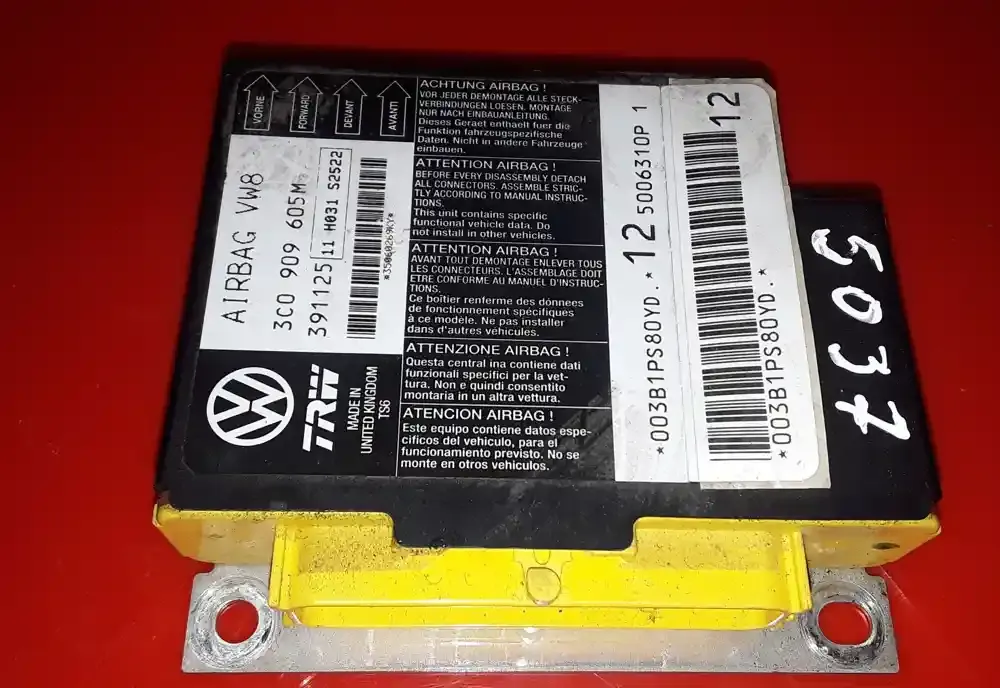 VORNE
FORWARD
DEVANT
AVANTI
AIRBAG VW8
3C0 909 605M
391125 11 H031 S2522
*35060269KY*
TRW
MADE IN
UNITED KINGDOM
TS6
ACHTUNG AIRBAG !
VOR JEDER DEMONTAGE ALLE STECK-
VERBINDUNGEN LOESEN. MONTAGE
NUR NACH EINBAUANLEITUNG.
Dieses Geraet enthaelt fuer die
Funktion fahrzeugspezifische
Daten. Nicht in andere Fahrzeuge
einbauen.
ATTENTION AIRBAG !
BEFORE EVERY DISASSEMBLY DETACH
ALL CONNECTORS. ASSEMBLE STRIC-
TLY ACCORDING TO MANUAL INSTRUC-
TIONS.
This unit contains specific
functional vehicle data. Do
not install in other vehicles.
ATTENTION AIRBAG !
AVANT TOUT DEMONTAGE ENLEVER TOUS
LES CONNECTEURS. L'ASSEMBLAGE DOIT
ETRE CONFORME AU MANUEL D'INSTRUC-
TIONS.
Ce boîtier renferme des données
de fonctionnement spécifiques
à ce modèle. Ne pas installer
dans d'autres véhicules.
ATTENZIONE AIRBAG !
Questa central ina contiene dati
funzionali specifici per la vet-
tura. Non e quindi consentito
montaria in un altra vettura.
ATENCION AIRBAG !
Este equipo contiene datos espe-
cificos del vehiculo, para el
funcionamiento previsto. No se
monte en otros vehiculos.
*003B1PS80YD.* 12 5006310P 1
*003B1PS80YD.* 12
5037